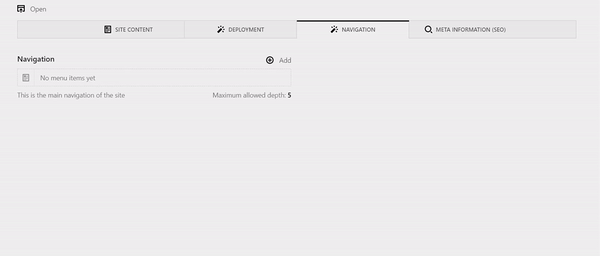 Open
SITE CONTENT
DEPLOYMENT
NAVIGATION
META INFORMATION (SEO)
Navigation
Add
No menu items yet
This is the main navigation of the site
Maximum allowed depth: 5